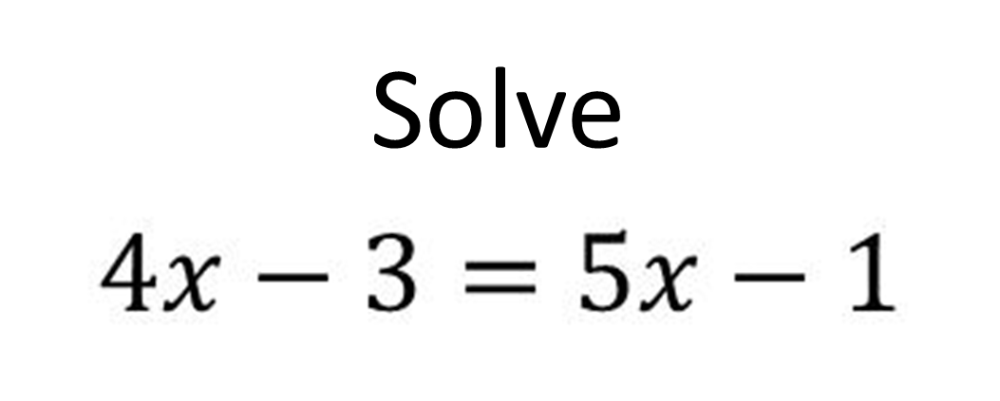 Solve
4x − 3 = 5x − 1